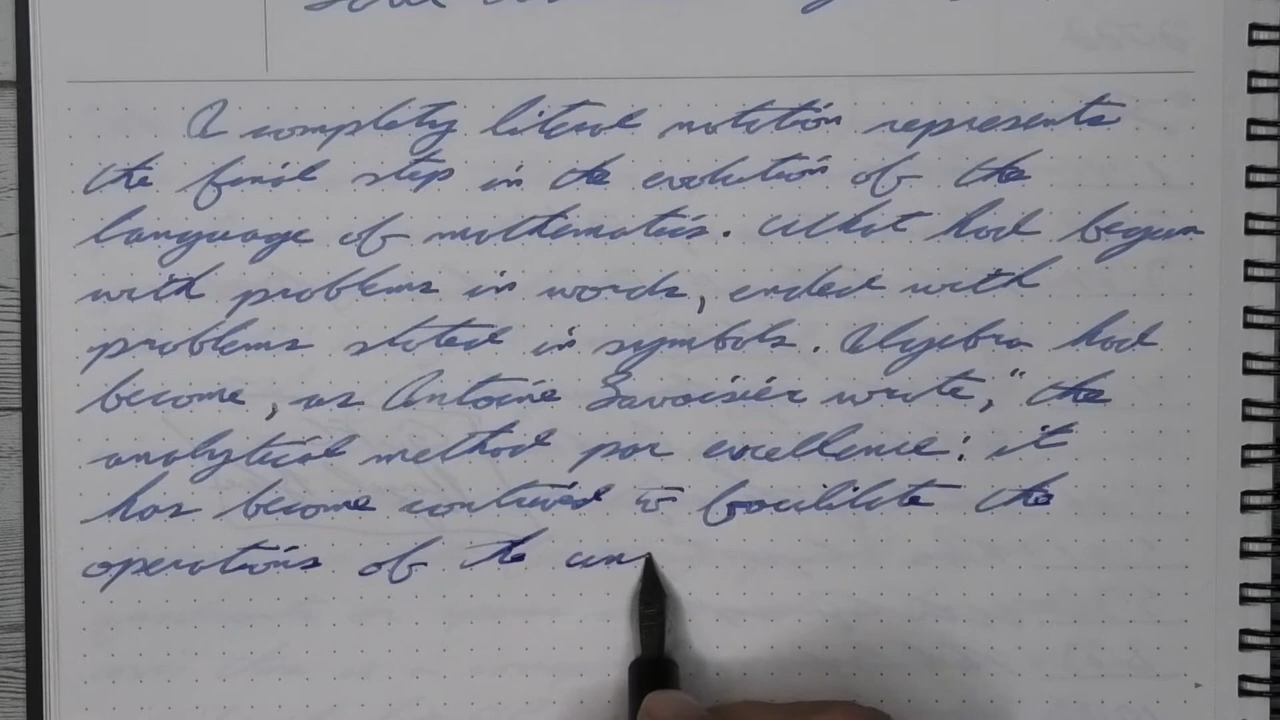 A completly literal notation represents
the final step in the evolution of the
language of mathematics. What had begun
with problems in words, ended with
problems stated in symbols. Algebra had
become, as Antoine Lavoisier wrote, " the
analytical method par excellence: it
has become contrived to facilitate the
operations of the un